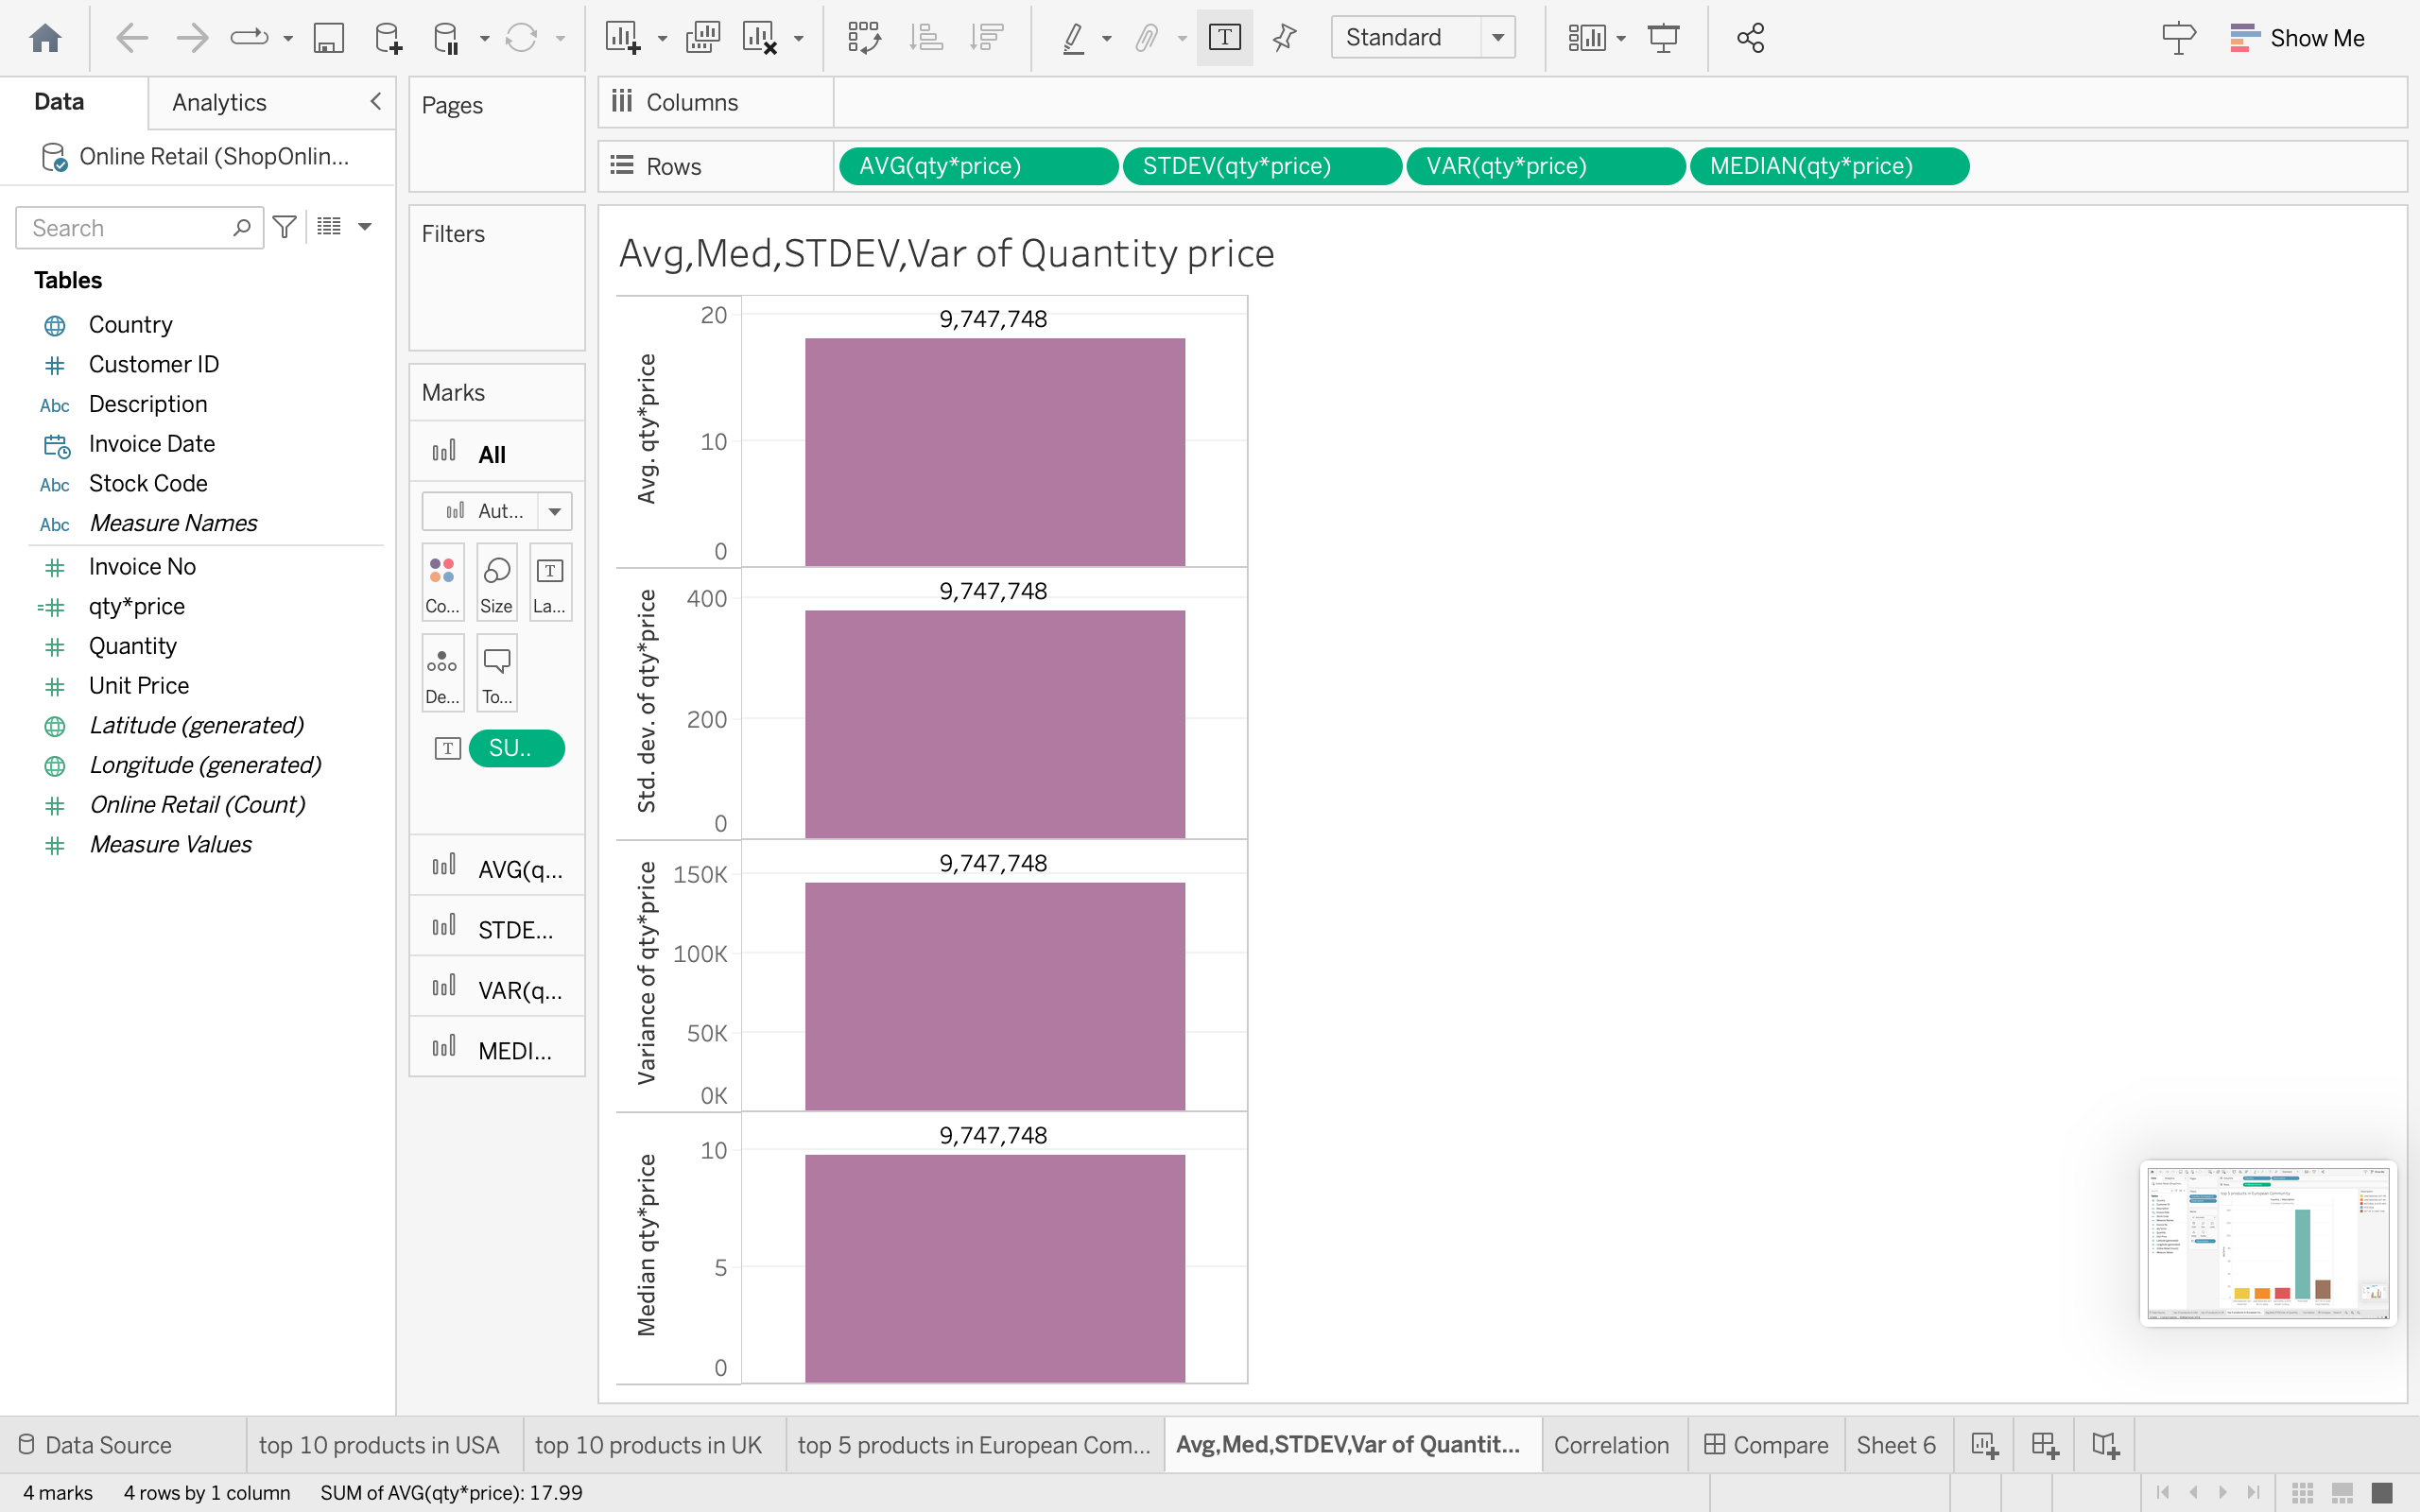 Standard
Show Me
Data
Analytics
Online Retail (ShopOnlin...
Search
Tables
Country
Customer ID
Abc Description
Invoice Date
Abc Stock Code
Abc Measure Names
Invoice No
=# qty*price
Quantity
Unit Price
Latitude (generated)
Longitude (generated)
Online Retail (Count)
Measure Values
Pages
Filters
Marks
All
Aut...
Co... Size La...
De... To...
SU..
AVG(q...
STDE...
VAR(q...
MEDI...
Columns
Rows AVG(qty*price) STDEV(qty*price) VAR(qty*price) MEDIAN(qty*price)
Avg,Med,STDEV,Var of Quantity price
Avg. qty*price
20
10
0
9,747,748
Std. dev. of qty*price
400
200
0
9,747,748
Variance of qty*price
150K
100K
50K
0K
9,747,748
Median qty*price
10
5
0
9,747,748
Data Source top 10 products in USA top 10 products in UK top 5 products in European Com... Avg,Med,STDEV,Var of Quantit... Correlation Compare Sheet 6
4 marks 4 rows by 1 column SUM of AVG(qty*price): 17.99